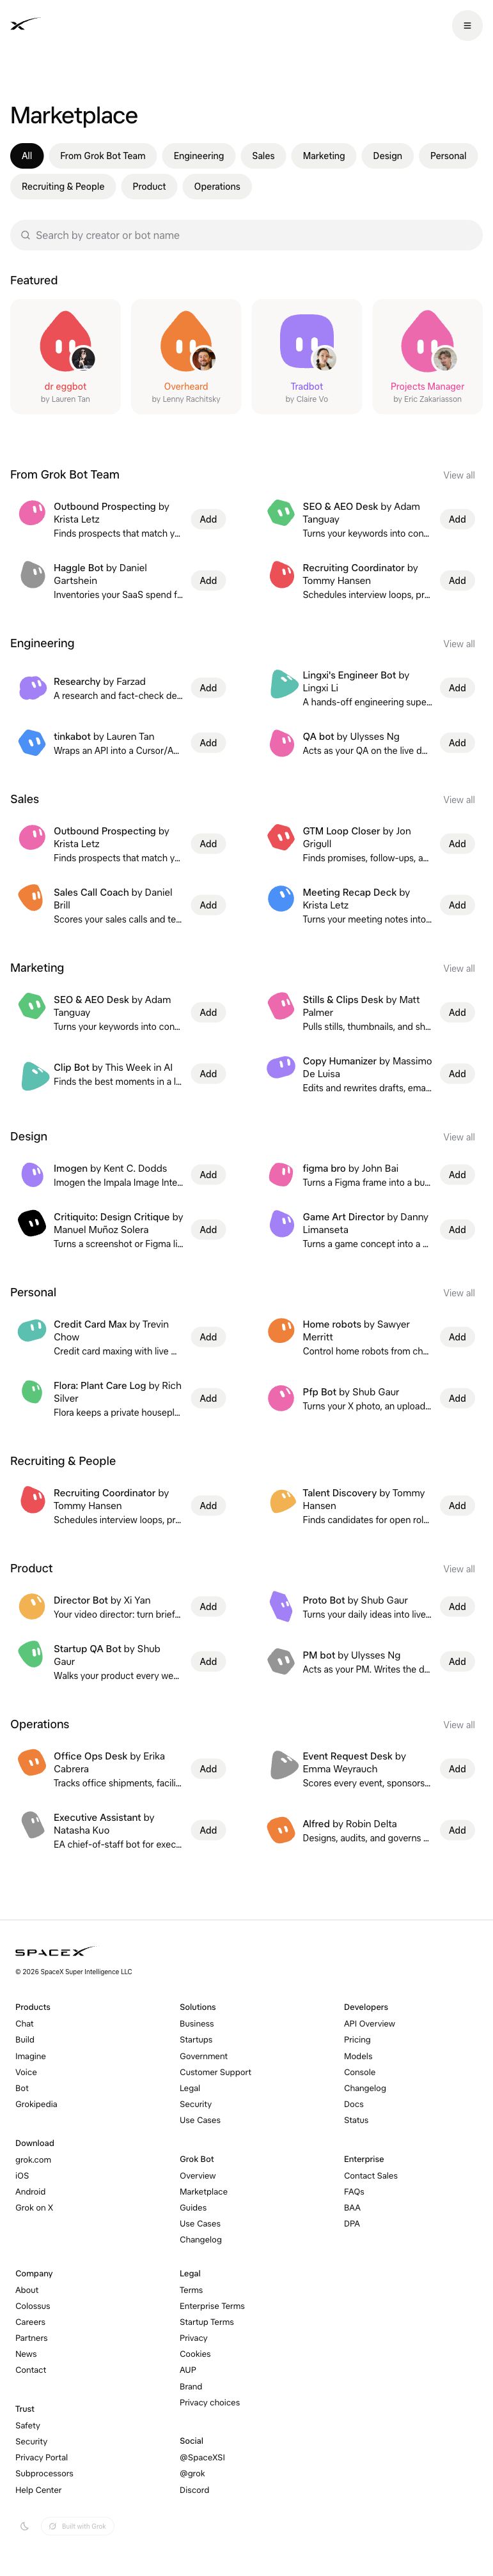 Marketplace
All
From Grok Bot Team
Engineering
Sales
Marketing
Design
Personal
Recruiting & People
Product
Operations
Search by creator or bot name
Featured
dr eggbot
by Lauren Tan
Overheard
by Lenny Rachitsky
Tradbot
by Claire Vo
Projects Manager
by Eric Zakariasson
From Grok Bot Team
View all
Outbound Prospecting by
Krista Letz
Finds prospects that match y...
Add
SEO & AEO Desk by Adam
Tanguay
Turns your keywords into con...
Add
Haggle Bot by Daniel
Gartshein
Inventories your SaaS spend f...
Add
Recruiting Coordinator by
Tommy Hansen
Schedules interview loops, pr...
Add
Engineering
View all
Researchy by Farzad
A research and fact-check de...
Add
Lingxi's Engineer Bot by
Lingxi Li
A hands-off engineering supe...
Add
tinkabot by Lauren Tan
Wraps an API into a Cursor/A...
Add
QA bot by Ulysses Ng
Acts as your QA on the live d...
Add
Sales
View all
Outbound Prospecting by
Krista Letz
Finds prospects that match y...
Add
GTM Loop Closer by Jon
Grigull
Finds promises, follow-ups, a...
Add
Sales Call Coach by Daniel
Brill
Scores your sales calls and te...
Add
Meeting Recap Deck by
Krista Letz
Turns your meeting notes into...
Add
Marketing
View all
SEO & AEO Desk by Adam
Tanguay
Turns your keywords into con...
Add
Stills & Clips Desk by Matt
Palmer
Pulls stills, thumbnails, and sh...
Add
Clip Bot by This Week in AI
Finds the best moments in a l...
Add
Copy Humanizer by Massimo
De Luisa
Edits and rewrites drafts, ema...
Add
Design
View all
Imogen by Kent C. Dodds
Imogen the Impala Image Inte...
Add
figma bro by John Bai
Turns a Figma frame into a bu...
Add
Critiquito: Design Critique by
Manuel Muñoz Solera
Turns a screenshot or Figma li...
Add
Game Art Director by Danny
Limanseta
Turns a game concept into a ...
Add
Personal
View all
Credit Card Max by Trevin
Chow
Credit card maxing with live ...
Add
Home robots by Sawyer
Merritt
Control home robots from ch...
Add
Flora: Plant Care Log by Rich
Silver
Flora keeps a private housepl...
Add
Pfp Bot by Shub Gaur
Turns your X photo, an upload...
Add
Recruiting & People
Recruiting Coordinator by
Tommy Hansen
Schedules interview loops, pr...
Add
Talent Discovery by Tommy
Hansen
Finds candidates for open rol...
Add
Product
View all
Director Bot by Xi Yan
Your video director: turn brief...
Add
Proto Bot by Shub Gaur
Turns your daily ideas into live...
Add
Startup QA Bot by Shub
Gaur
Walks your product every we...
Add
PM bot by Ulysses Ng
Acts as your PM. Writes the d...
Add
Operations
View all
Office Ops Desk by Erika
Cabrera
Tracks office shipments, facili...
Add
Event Request Desk by
Emma Weyrauch
Scores every event, sponsors...
Add
Executive Assistant by
Natasha Kuo
EA chief-of-staff bot for exec...
Add
Alfred by Robin Delta
Designs, audits, and governs ...
Add
SPACEX
© 2026 SpaceX Super Intelligence LLC
Products
Chat
Build
Imagine
Voice
Bot
Grokipedia
Solutions
Business
Startups
Government
Customer Support
Legal
Security
Use Cases
Developers
API Overview
Pricing
Models
Console
Changelog
Docs
Status
Download
grok.com
iOS
Android
Grok on X
Grok Bot
Overview
Marketplace
Guides
Use Cases
Changelog
Enterprise
Contact Sales
FAQs
BAA
DPA
Company
About
Colossus
Careers
Partners
News
Contact
Legal
Terms
Enterprise Terms
Startup Terms
Privacy
Cookies
AUP
Brand
Privacy choices
Trust
Safety
Security
Privacy Portal
Subprocessors
Help Center
Social
@SpaceXSI
@grok
Discord
Built with Grok